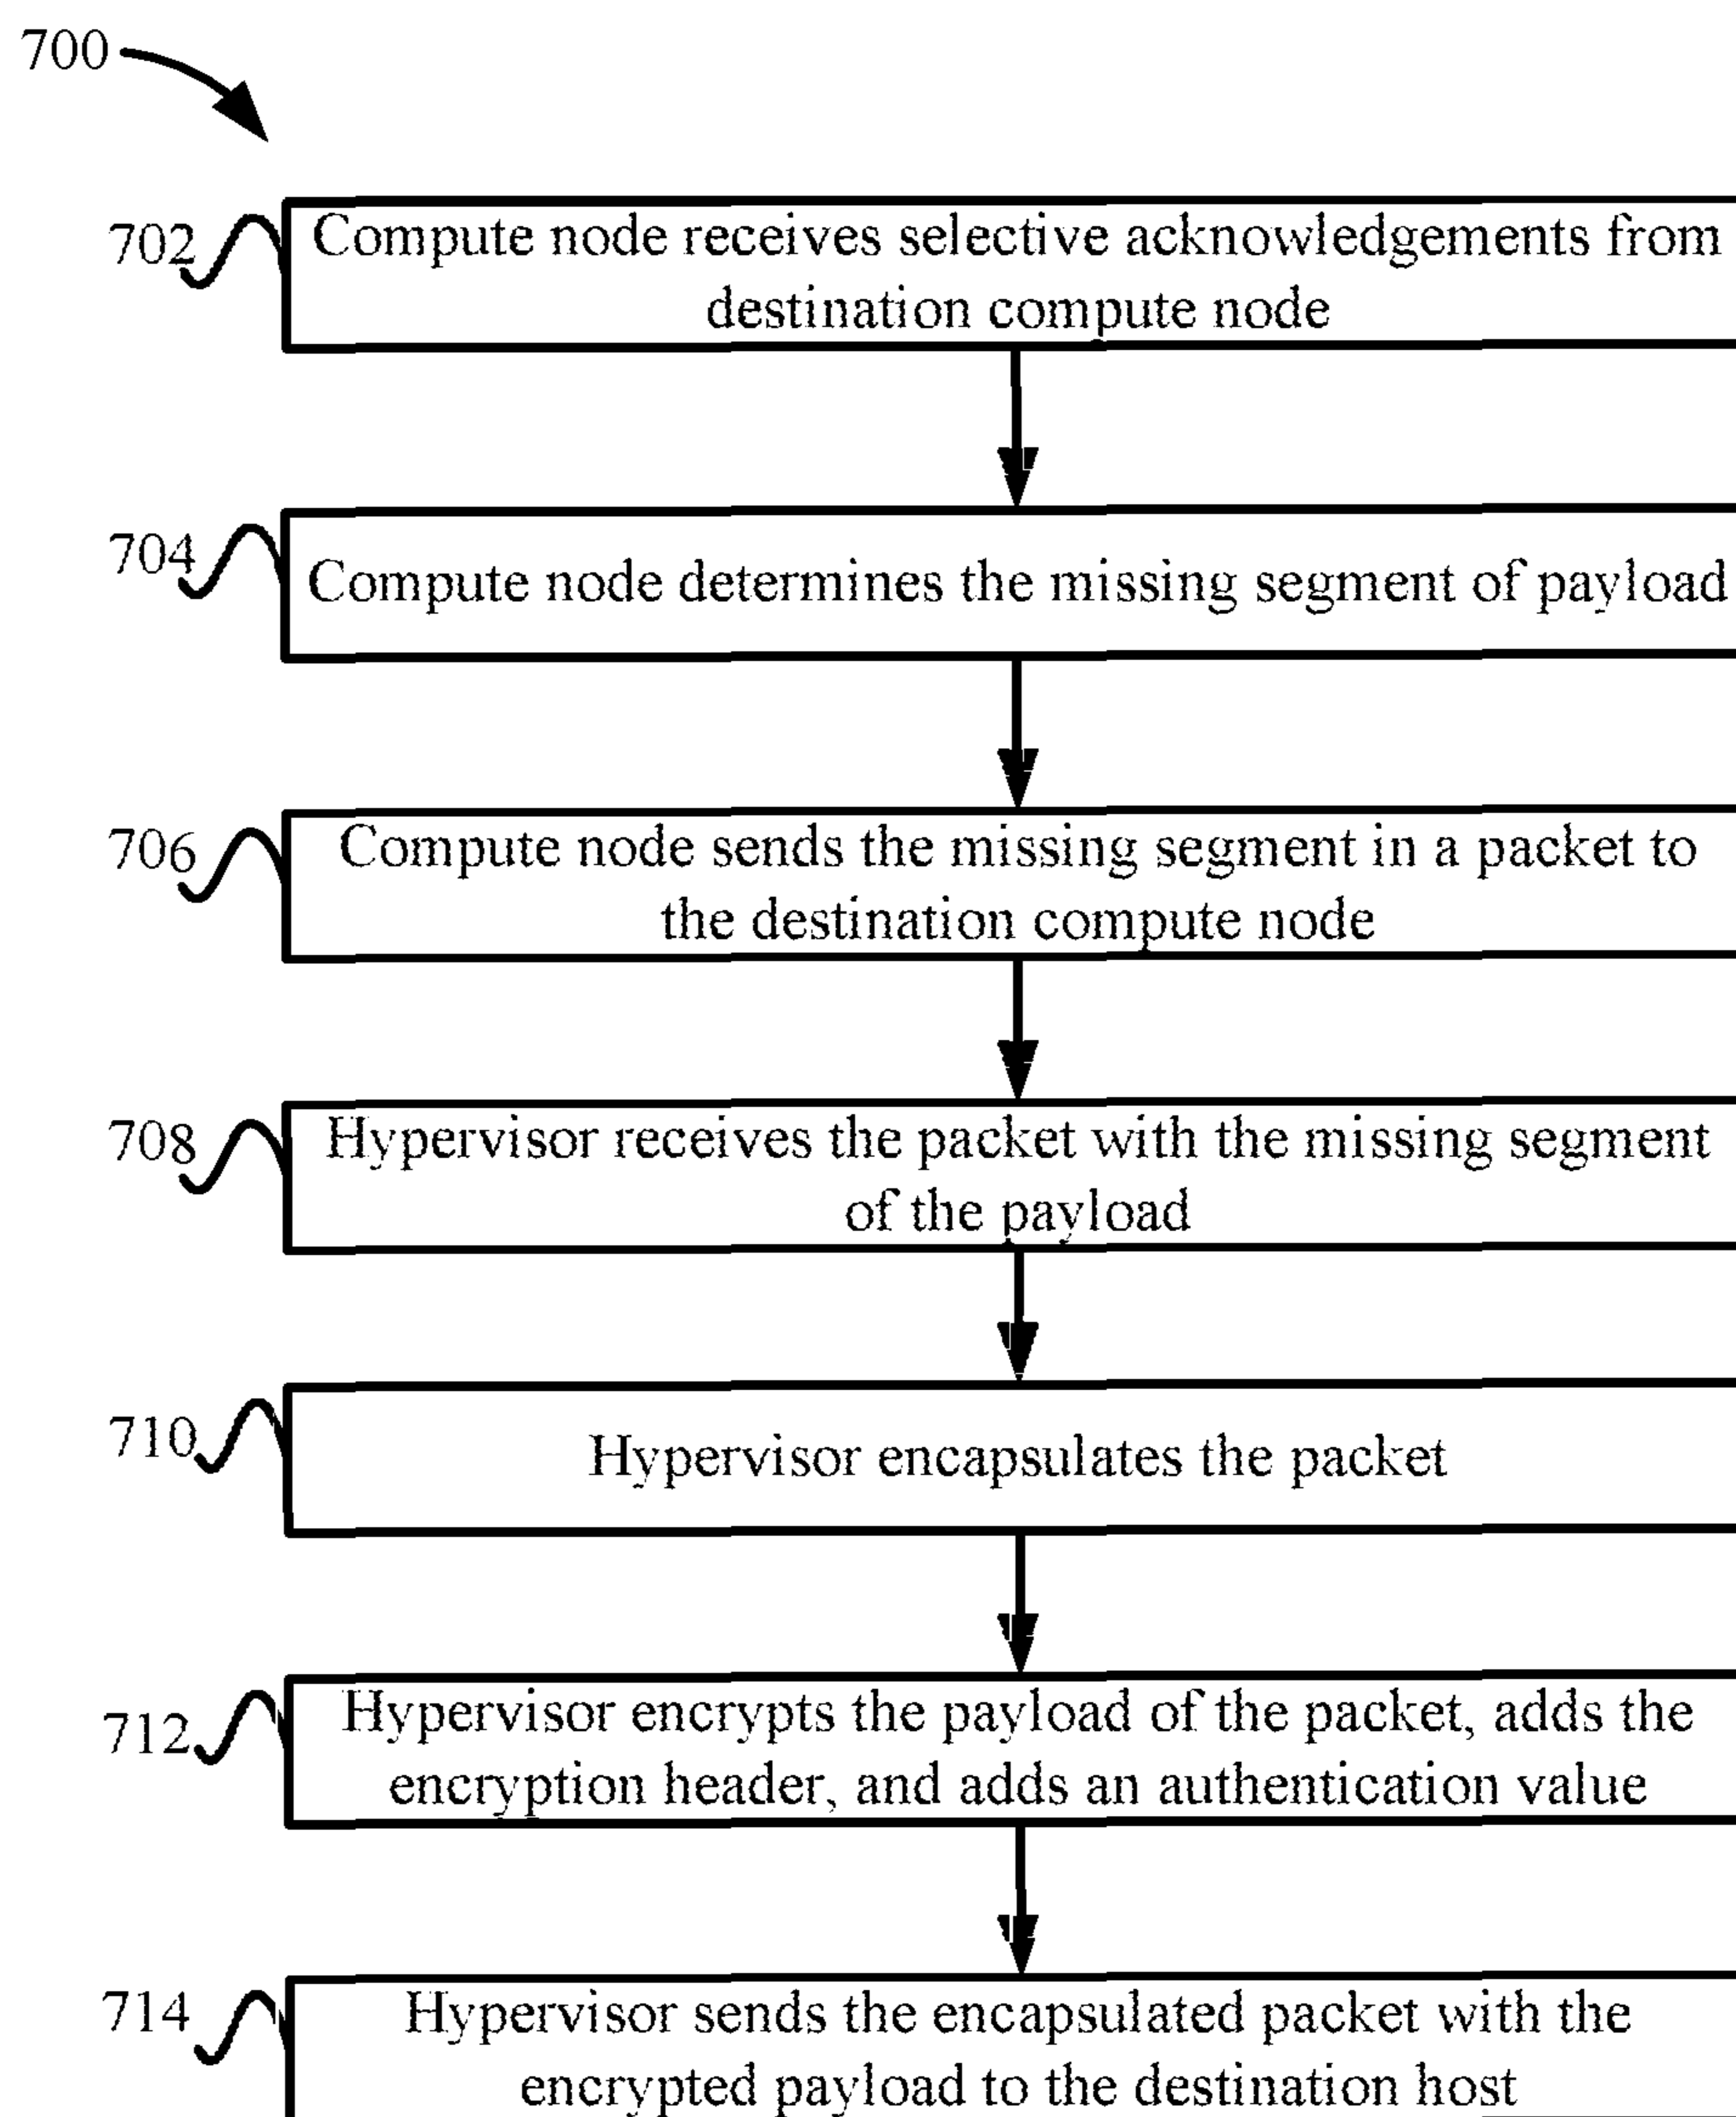 700
702
Compute node receives selective acknowledgements from
destination compute node
704
Compute node determines the missing segment of payload
706
Compute node sends the missing segment in a packet to
the destination compute node
708
Hypervisor receives the packet with the missing segment
of the payload
710
Hypervisor encapsulates the packet
712
Hypervisor encrypts the payload of the packet, adds the
encryption header, and adds an authentication value
714
Hypervisor sends the encapsulated packet with the
encrypted payload to the destination host